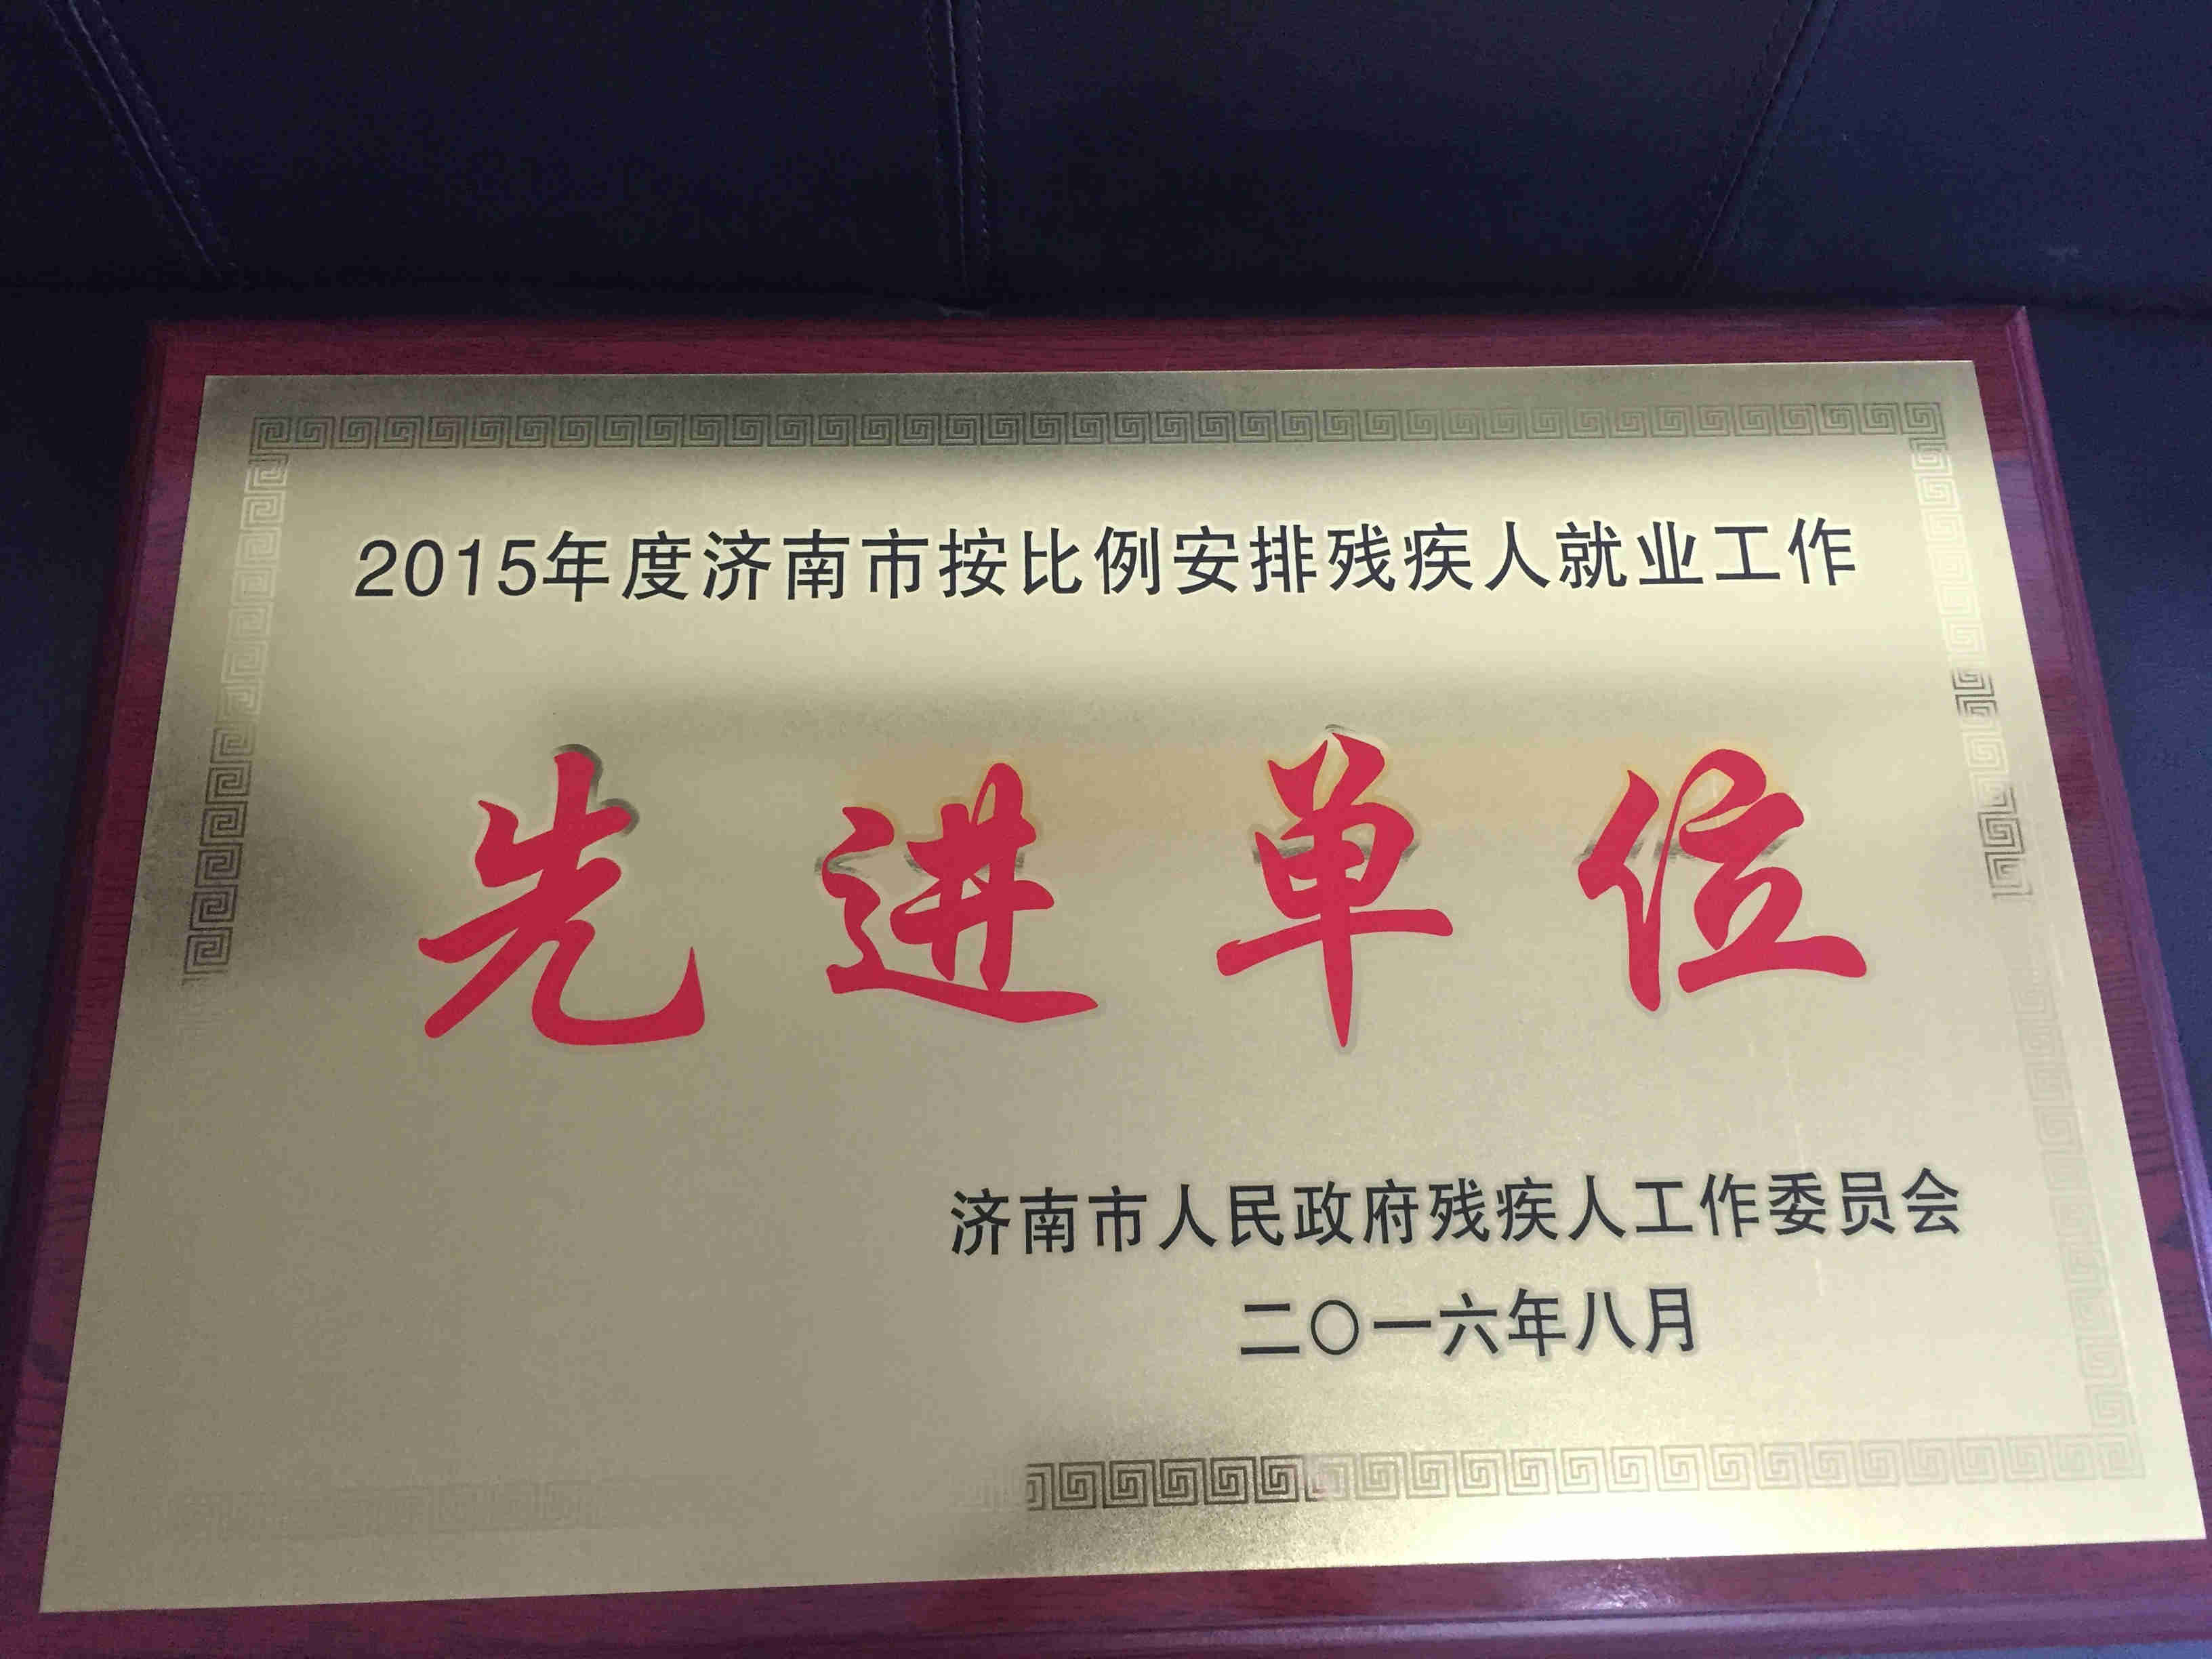 2015年度济南市按比例安排残疾人就业工作
先进单位
济南市人民政府残疾人工作委员会
二〇一六年八月